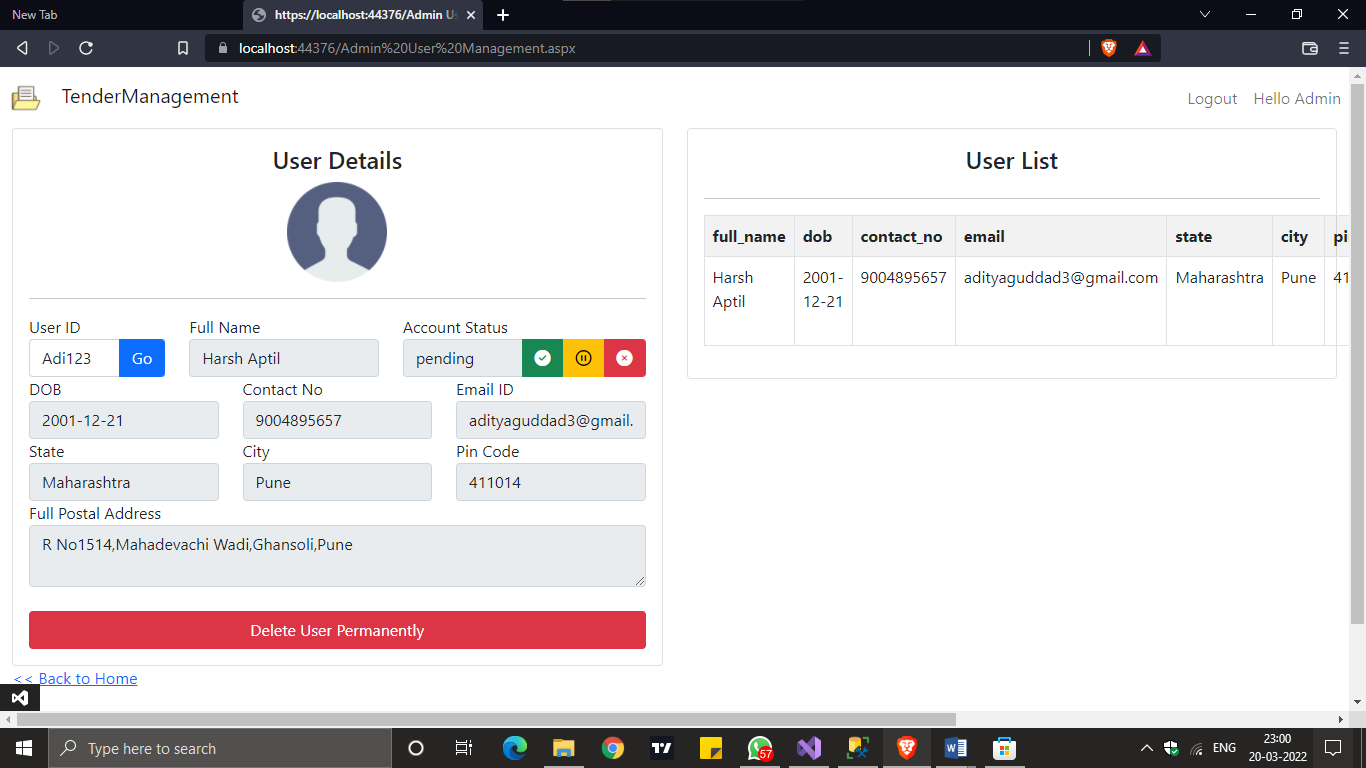 New Tab
https://localhost:44376/Admin Us
localhost:44376/Admin%20User%20Management.aspx
TenderManagement
Logout Hello Admin
User Details
User ID Full Name Account Status
Adi123 Go Harsh Aptil pending
DOB Contact No Email ID
2001-12-21 9004895657 adityaguddad3@gmail.
State City Pin Code
Maharashtra Pune 411014
Full Postal Address
R No1514,Mahadevachi Wadi,Ghansoli,Pune
Delete User Permanently
<< Back to Home
User List
full_name dob contact_no email state city pi
Harsh 2001- 9004895657 adityaguddad3@gmail.com Maharashtra Pune 41
Aptil 12-21
Type here to search
57
ENG
23:00
20-03-2022